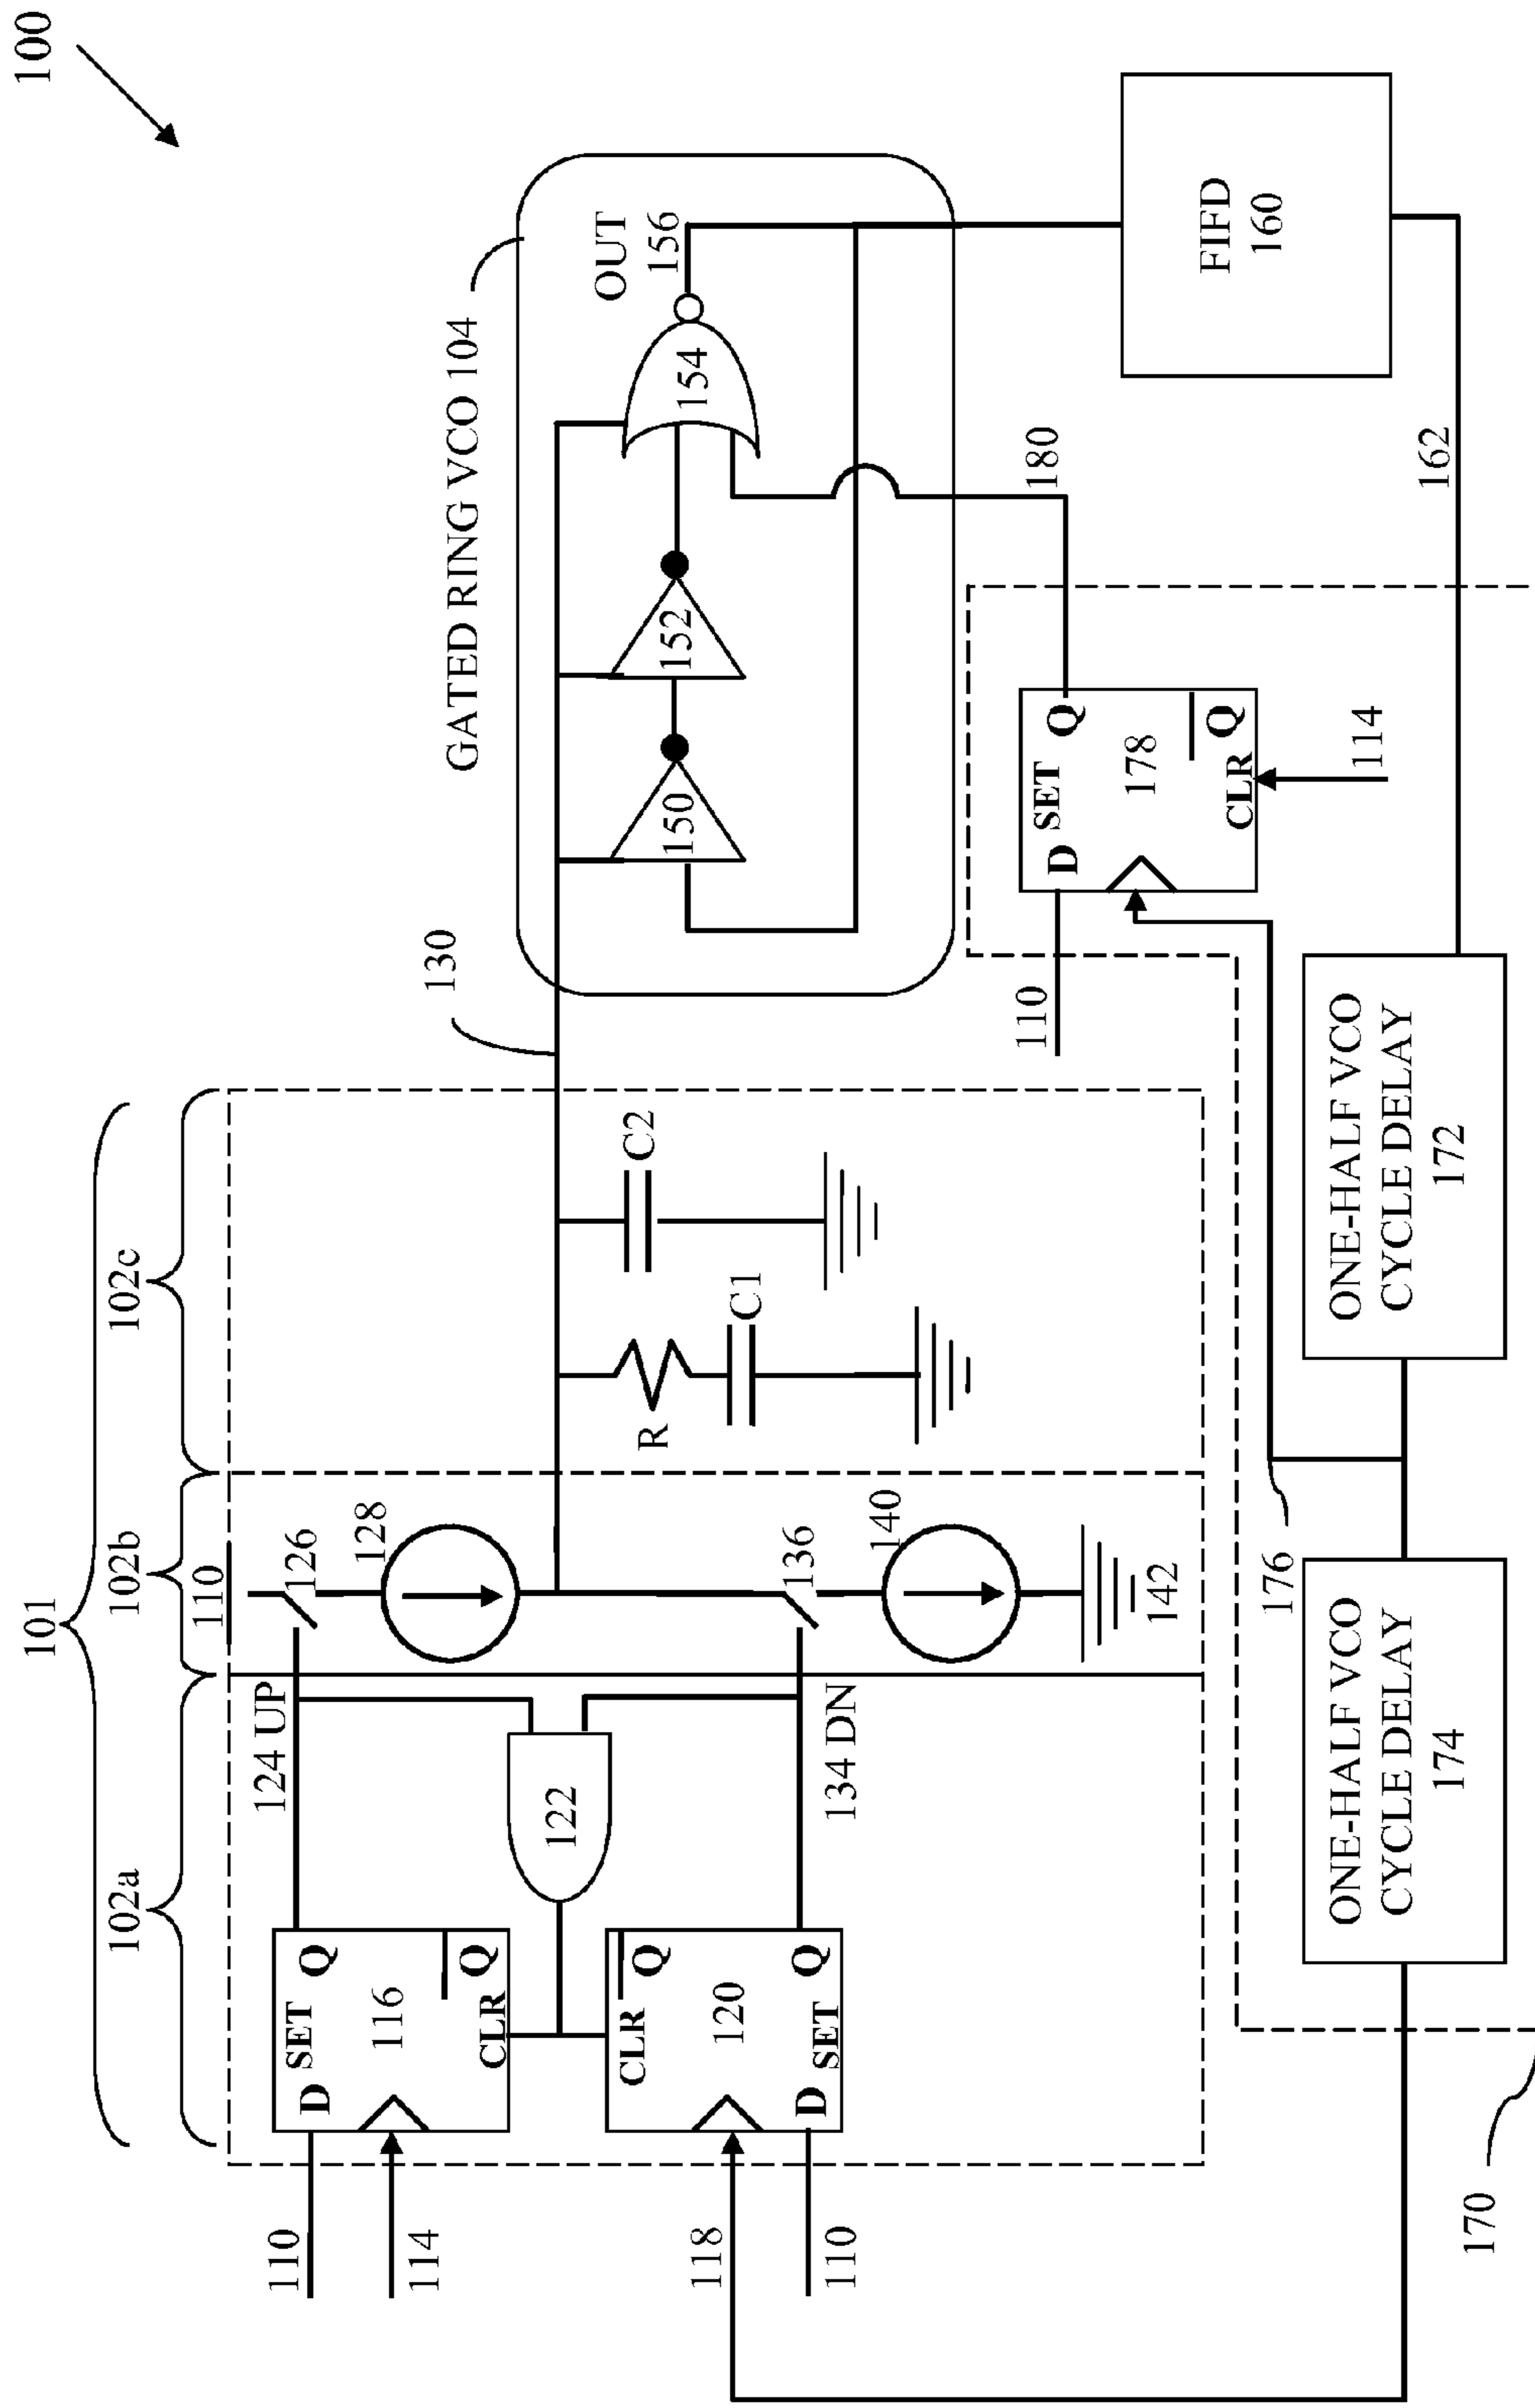 100
101
102a
102b
102c
110
124 UP
126
128
130
GATED RING VCO 104
110
114
D SET Q
116
CLR Q
122
CLR Q
120
D SET Q
118
110
134 DN
136
140
142
R
C1
C2
150
152
154
OUT
156
180
110
D SET Q
178
CLR Q
114
FIFD
160
162
176
ONE-HALF VCO
CYCLE DELAY
174
ONE-HALF VCO
CYCLE DELAY
172
170